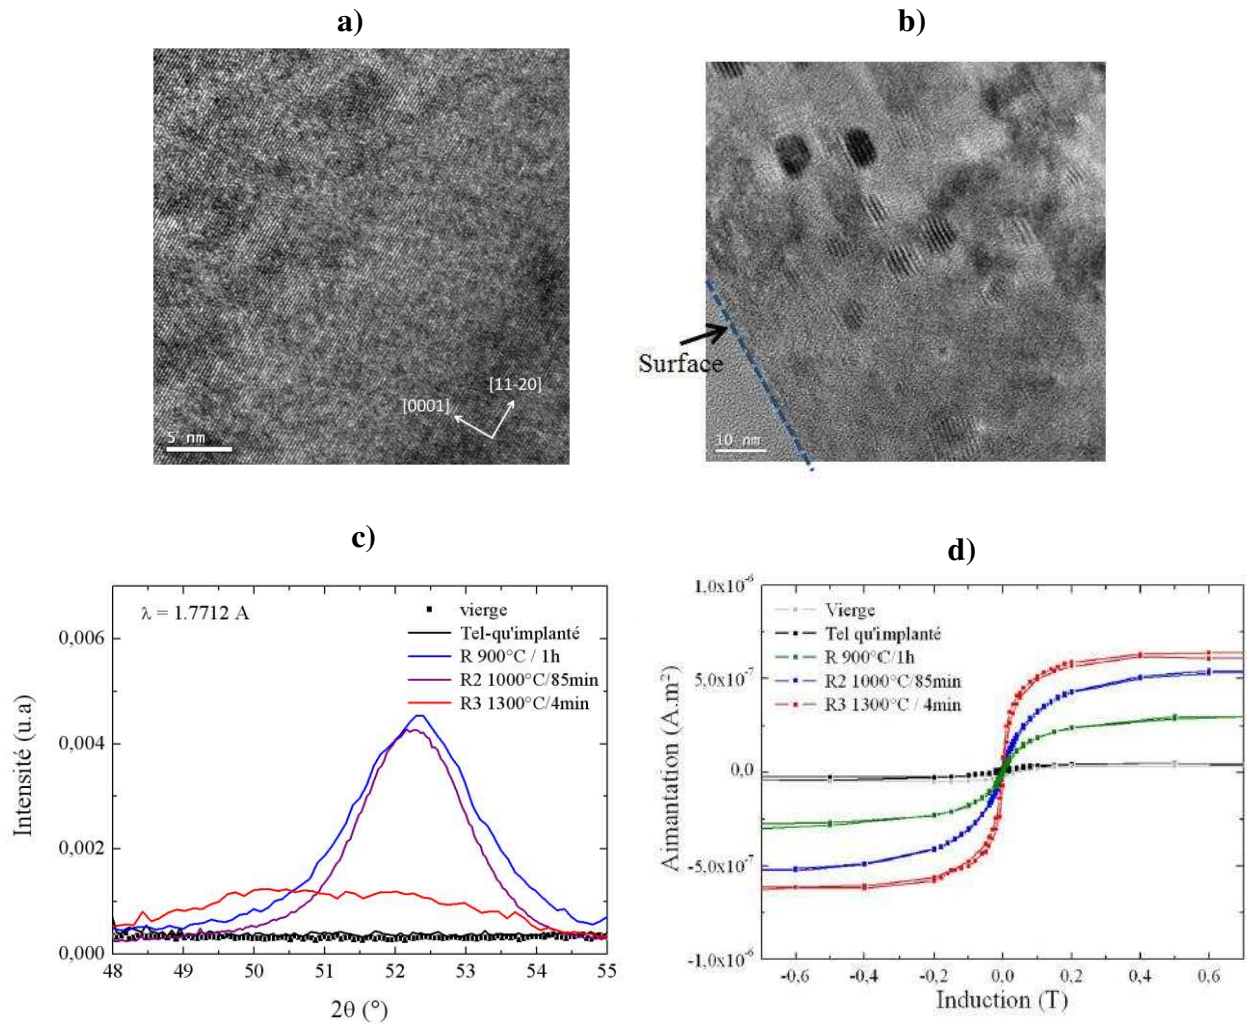 a)
b)
[11-20]
[0001]
5 nm
Surface
10 nm
c)
d)
λ = 1.7712 A
vierge
Tel-qu'implanté
R 900°C / 1h
R2 1000°C/85min
R3 1300°C/4min
0,006
0,004
0,002
0,000
Intensité (u.a)
48 49 50 51 52 53 54 55
2θ (°)
1,0x10⁻⁶
5,0x10⁻⁷
0,0
-5,0x10⁻⁷
-1,0x10⁻⁶
Aimantation (A.m²)
Vierge
Tel qu'implanté
R 900°C/1h
R2 1000°C/85min
R3 1300°C / 4min
-0,6 -0,4 -0,2 0,0 0,2 0,4 0,6
Induction (T)